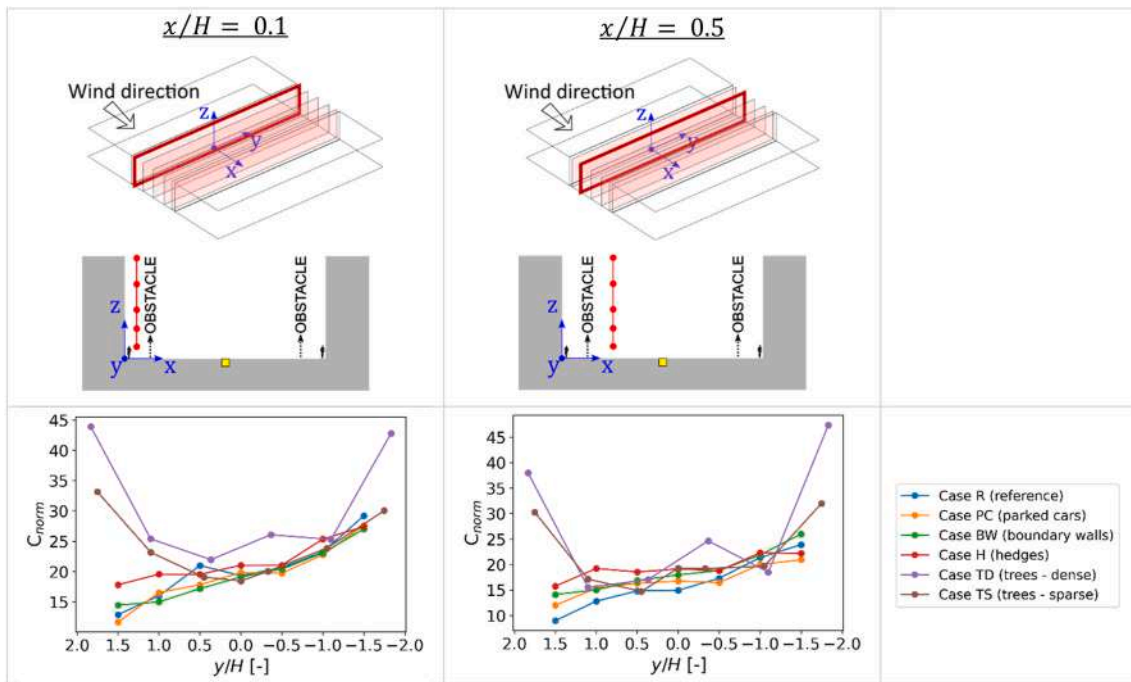 x/H = 0.1
x/H = 0.5
Wind direction
z
y
x
Wind direction
z
y
x
OBSTACLE
OBSTACLE
z
y
x
OBSTACLE
OBSTACLE
z
y
x
45
40
35
30
25
20
15
C_norm
2.0 1.5 1.0 0.5 0.0 −0.5 −1.0 −1.5 −2.0
y/H [-]
45
40
35
30
25
20
15
10
C_norm
2.0 1.5 1.0 0.5 0.0 −0.5 −1.0 −1.5 −2.0
y/H [-]
Case R (reference)
Case PC (parked cars)
Case BW (boundary walls)
Case H (hedges)
Case TD (trees - dense)
Case TS (trees - sparse)